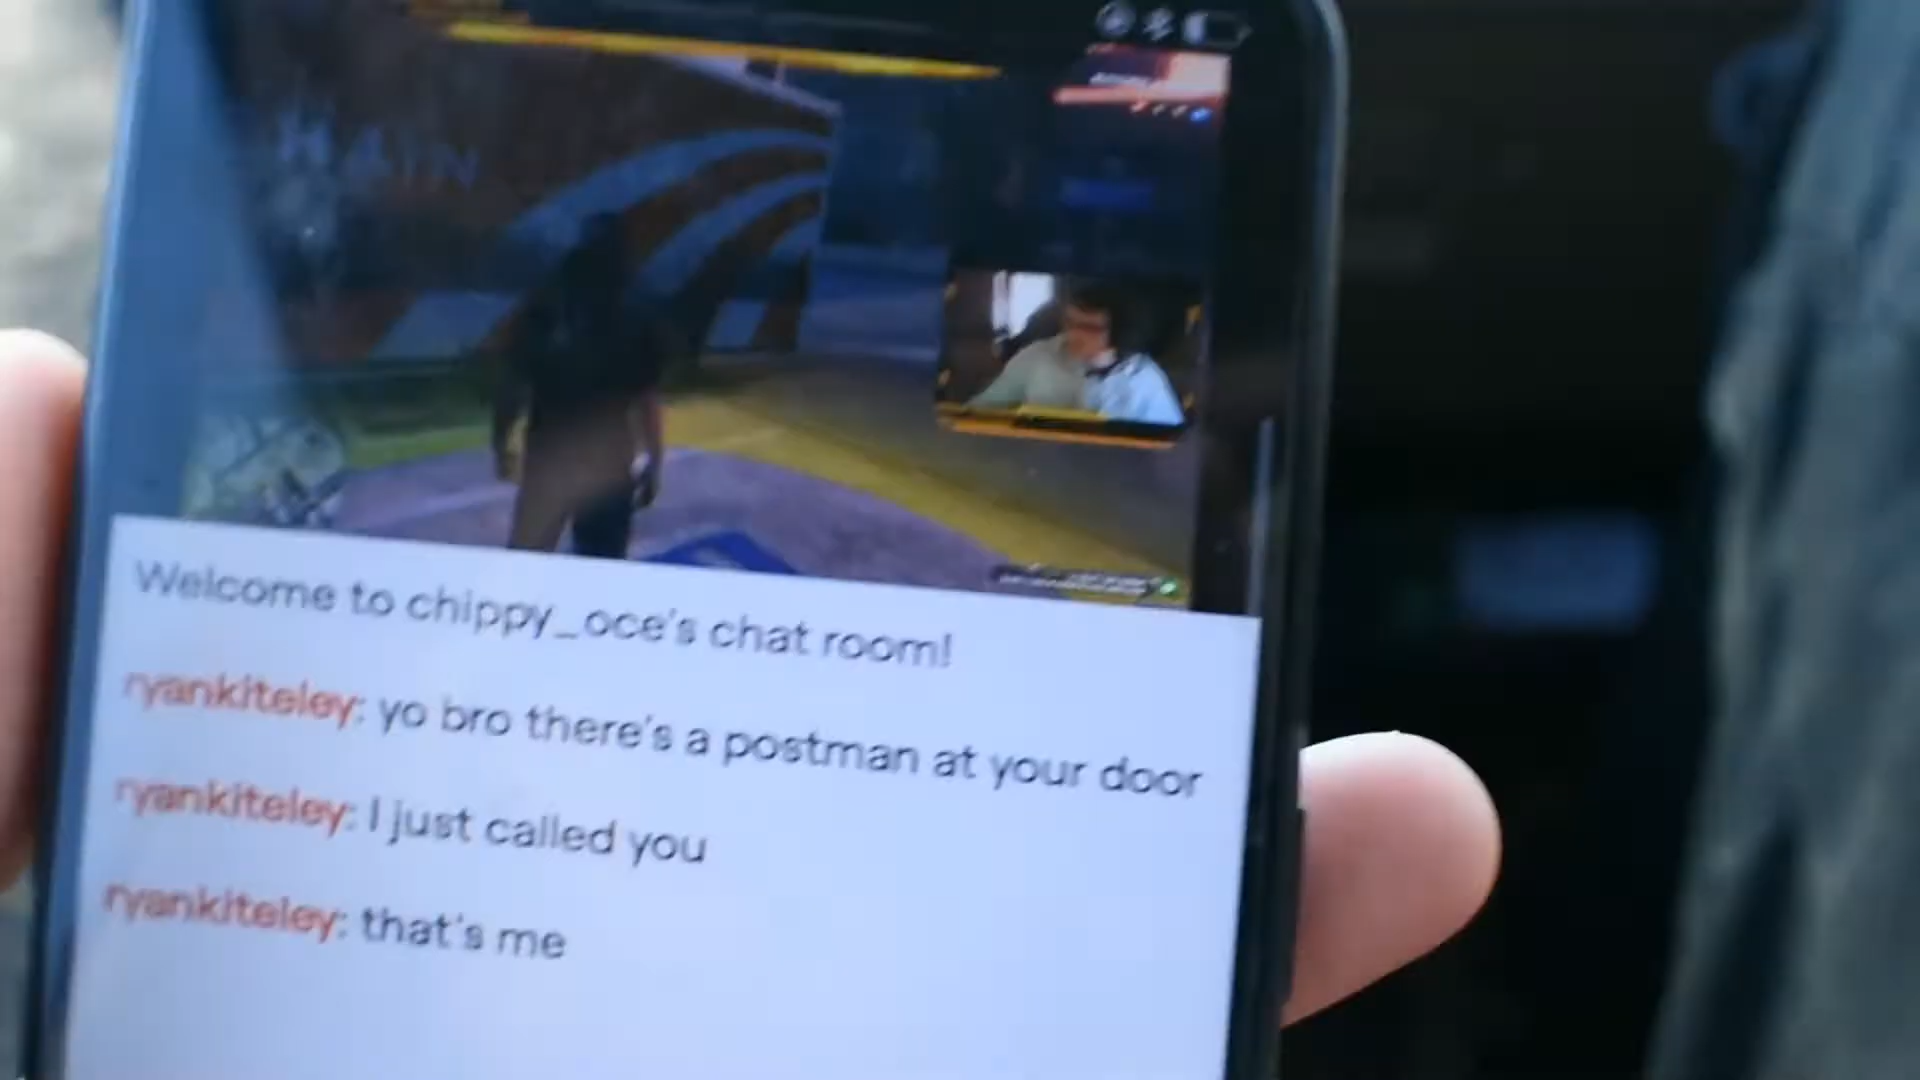 HAIN
Welcome to chippy_oce's chat room!
ryankiteley: yo bro there's a postman at your door
ryankiteley: I just called you
ryankiteley: that's me